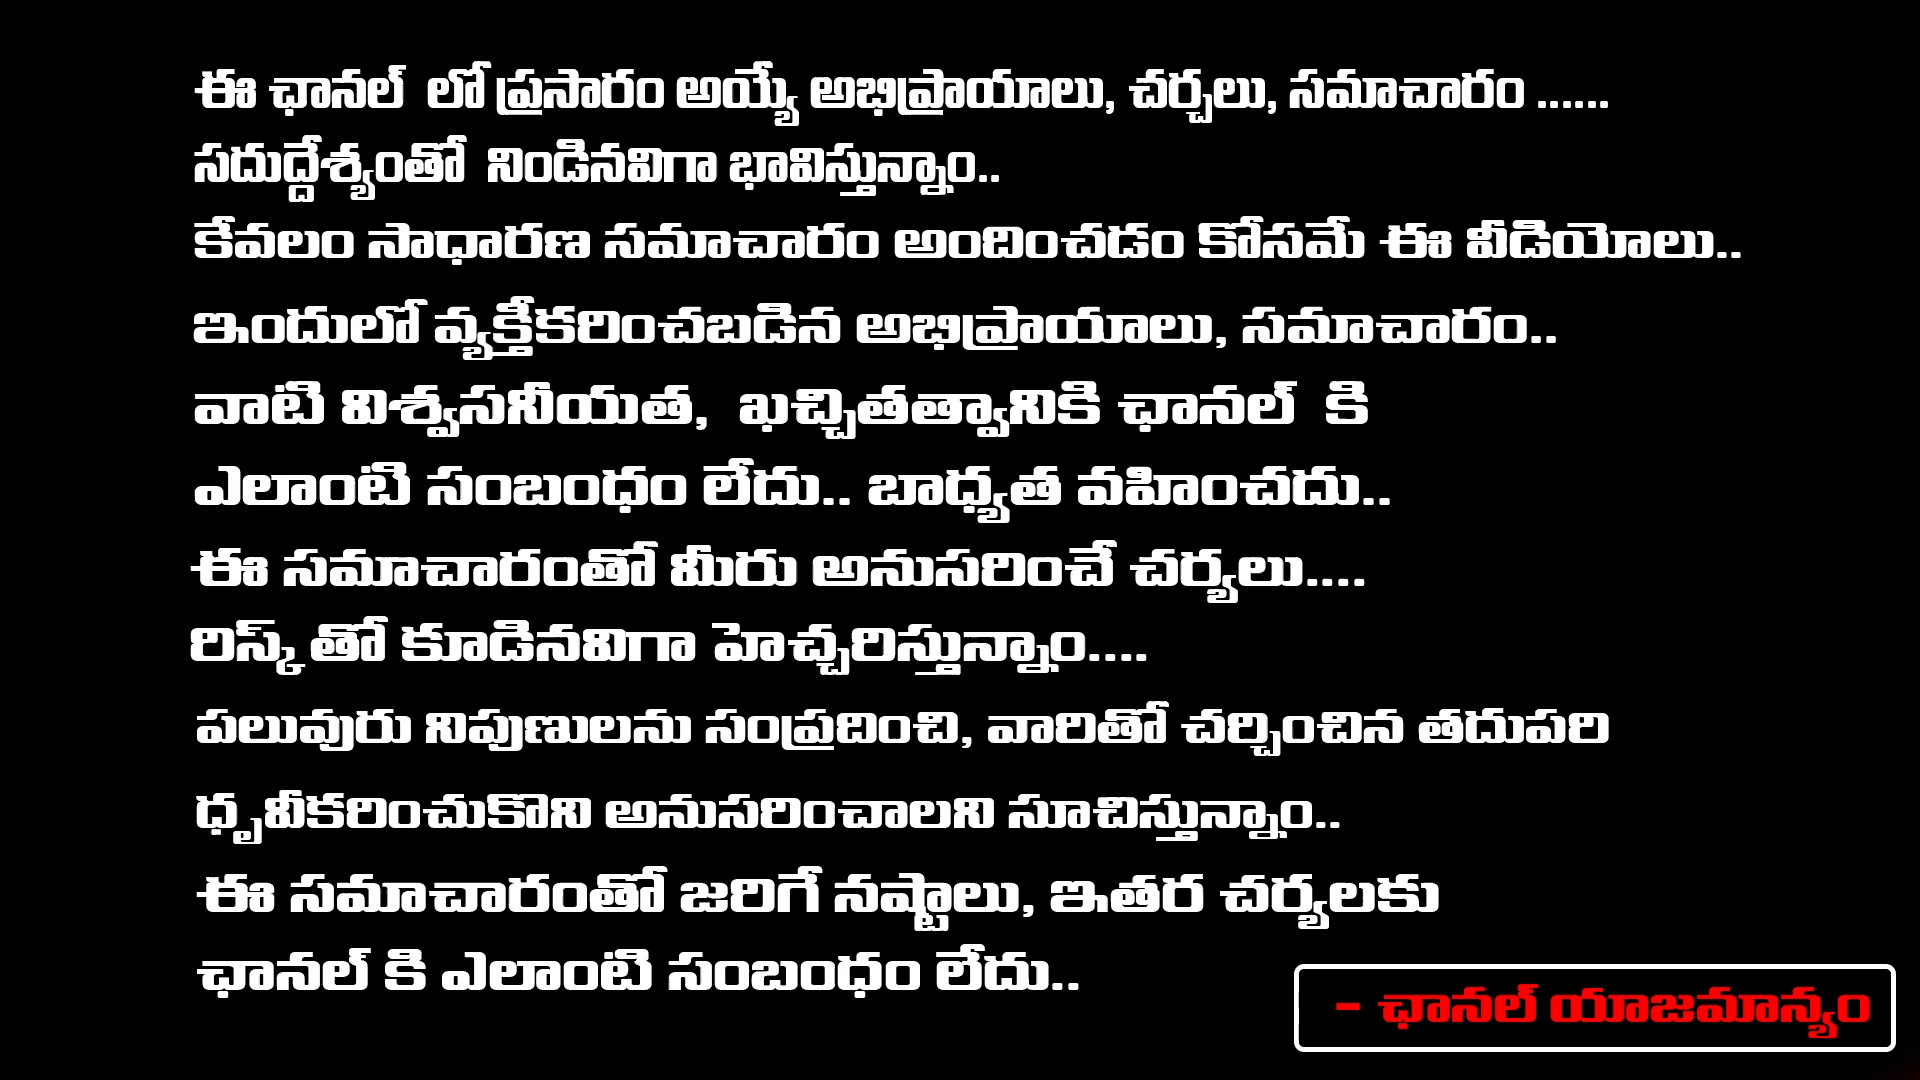 ఈ ఛానల్ లో ప్రసారం అయ్యే అభిప్రాయాలు, చర్చలు, సమాచారం ......
సదుద్దేశ్యంతో నిండినవిగా భావిస్తున్నాం..
కేవలం సాధారణ సమాచారం అందించడం కోసమే ఈ వీడియోలు..
ఇందులో వ్యక్తీకరించబడిన అభిప్రాయాలు, సమాచారం..
వాటి విశ్వసనీయత, ఖచ్చితత్వానికి ఛానల్ కి
ఎలాంటి సంబంధం లేదు.. బాధ్యత వహించదు..
ఈ సమాచారంతో మీరు అనుసరించే చర్యలు....
రిస్క్ తో కూడినవిగా హెచ్చరిస్తున్నాం....
పలువురు నిపుణులను సంప్రదించి, వారితో చర్చించిన తదుపరి
ధృవీకరించుకొని అనుసరించాలని సూచిస్తున్నాం..
ఈ సమాచారంతో జరిగే నష్టాలు, ఇతర చర్యలకు
ఛానల్ కి ఎలాంటి సంబంధం లేదు..
- ఛానల్ యాజమాన్యం